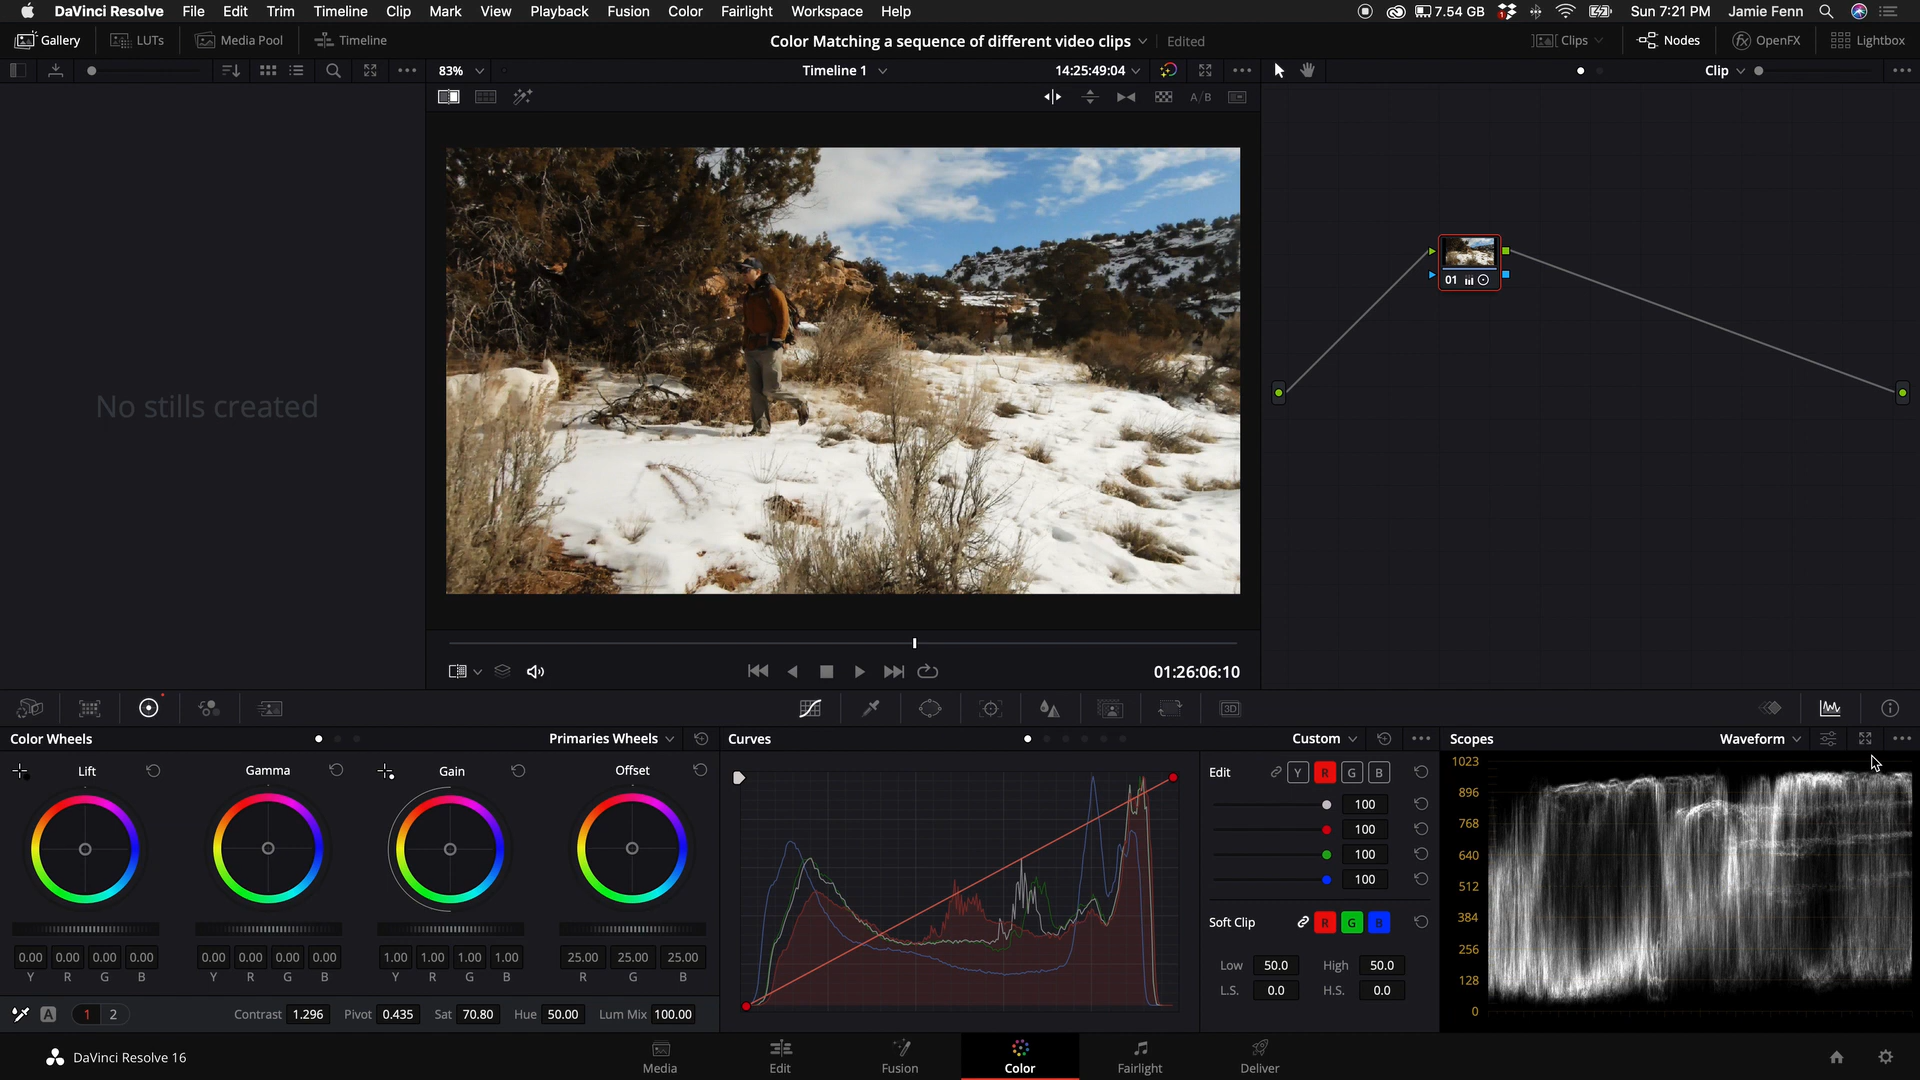 DaVinci Resolve File Edit Trim Timeline Clip Mark View Playback Fusion Color Fairlight Workspace Help 7.54 GB 1 Sun 7:21 PM Jamie Fenn
Gallery LUTs Media Pool Timeline Color Matching a sequence of different video clips Edited Clips Nodes fx OpenFX Lightbox
83% Timeline 1 14:25:49:04 Clip
A/B
No stills created
01
01:26:06:10
3D
Color Wheels Primaries Wheels Curves Custom Scopes Waveform
Lift Gamma Gain Offset Edit Y R G B
1023
896
100
768
100
640
100
512
100
384
Soft Clip R G B
256
0.00 0.00 0.00 0.00 0.00 0.00 0.00 0.00 1.00 1.00 1.00 1.00 25.00 25.00 25.00
Y R G B Y R G B Y R G B R G B
Low 50.0 High 50.0
128
L.S. 0.0 H.S. 0.0
0
A 1 2 Contrast 1.296 Pivot 0.435 Sat 70.80 Hue 50.00 Lum Mix 100.00
DaVinci Resolve 16 Media Edit Fusion Color Fairlight Deliver